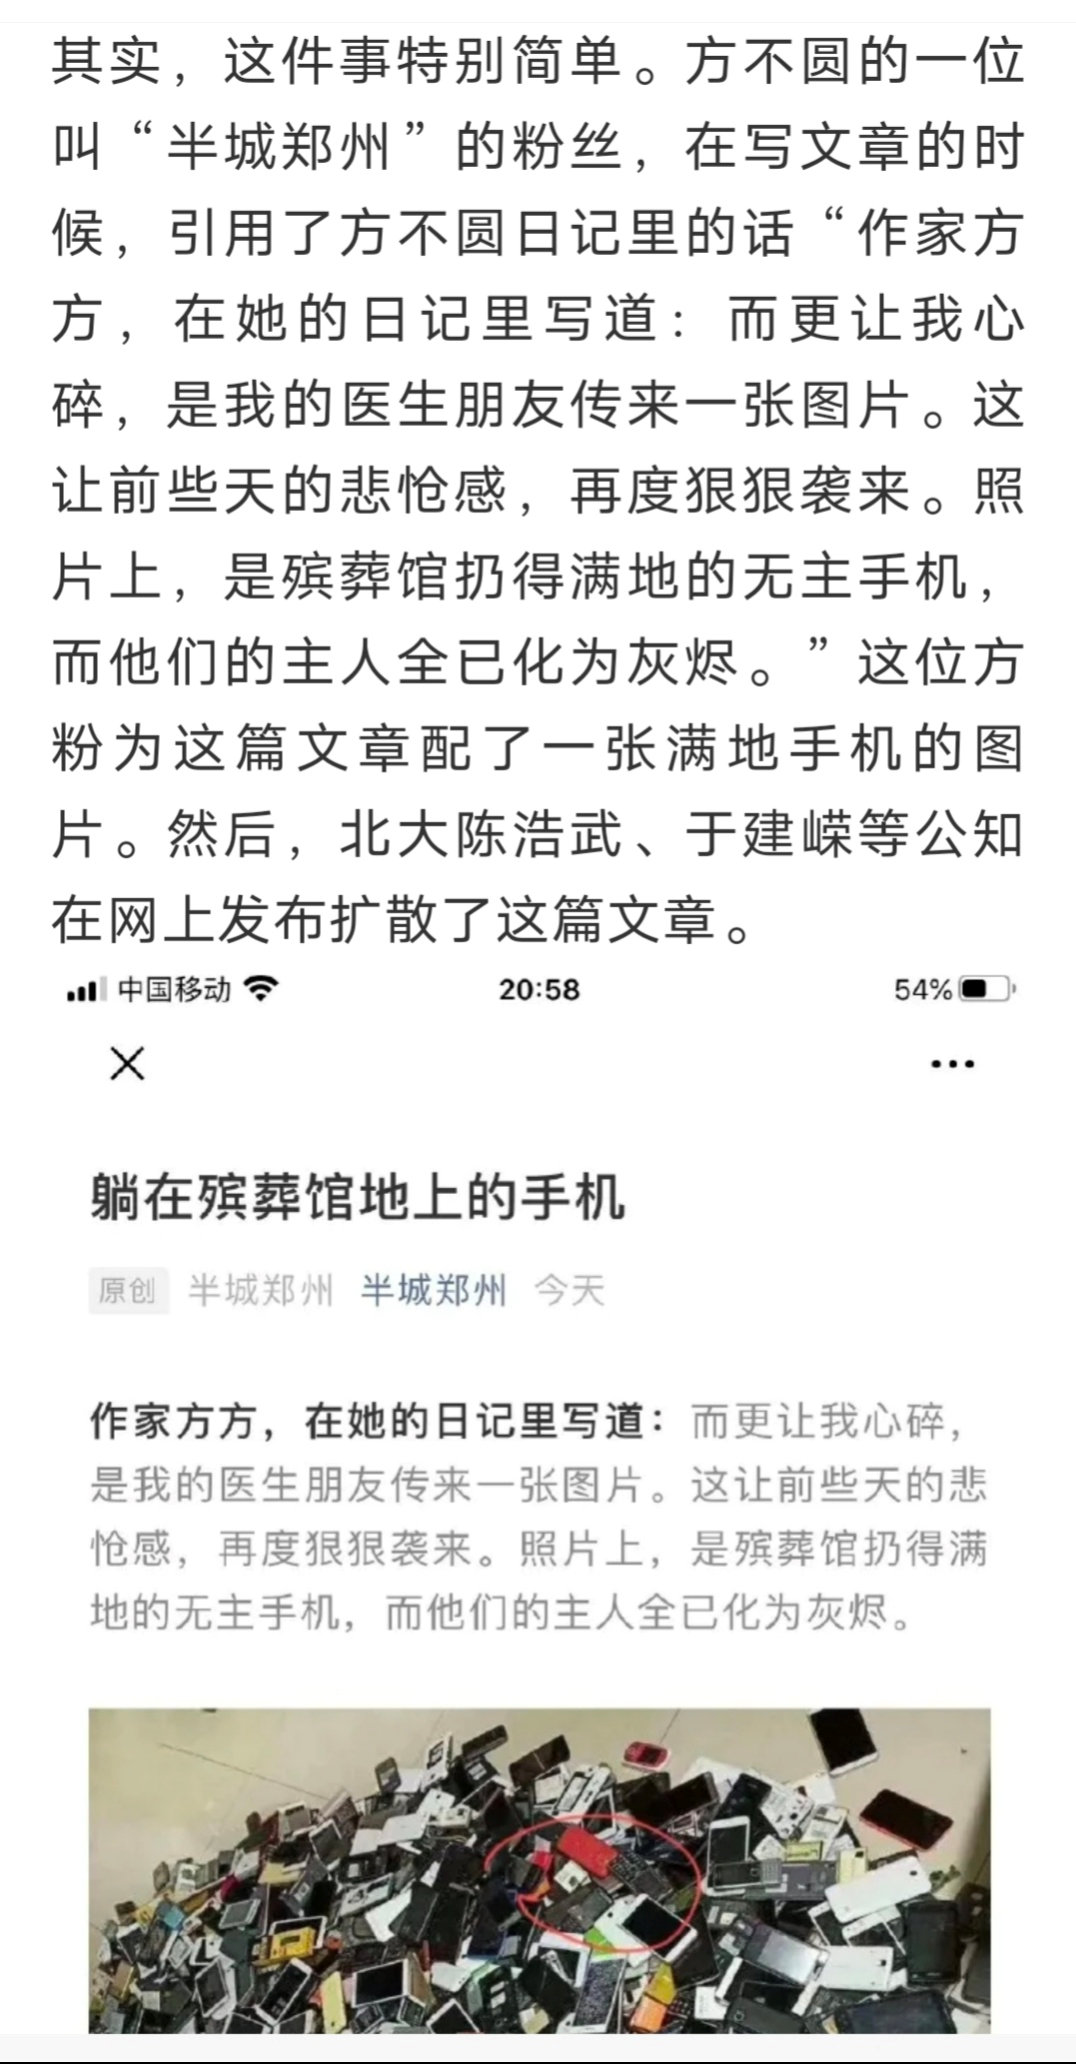 其实，这件事特别简单。方不圆的一位
叫“半城郑州”的粉丝，在写文章的时
候，引用了方不圆日记里的话“作家方
方，在她的日记里写道：而更让我心
碎，是我的医生朋友传来一张图片。这
让前些天的悲怆感，再度狠狠袭来。照
片上，是殡葬馆扔得满地的无主手机，
而他们的主人全已化为灰烬。”这位方
粉为这篇文章配了一张满地手机的图
片。然后，北大陈浩武、于建嵘等公知
在网上发布扩散了这篇文章。
中国移动 20:58 54%
躺在殡葬馆地上的手机
原创 半城郑州 半城郑州 今天
作家方方，在她的日记里写道：而更让我心碎，
是我的医生朋友传来一张图片。这让前些天的悲
怆感，再度狠狠袭来。照片上，是殡葬馆扔得满
地的无主手机，而他们的主人全已化为灰烬。